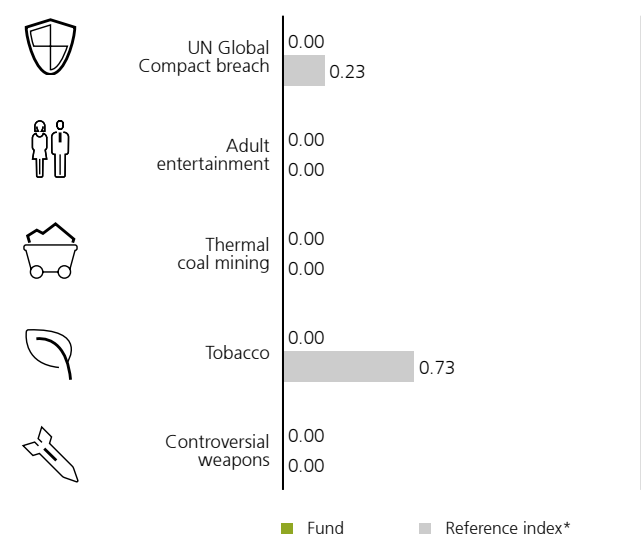 UN Global
Compact breach
0.00
0.23
Adult
entertainment
0.00
0.00
Thermal
coal mining
0.00
0.00
Tobacco
0.00
0.73
Controversial
weapons
0.00
0.00
Fund
Reference index*